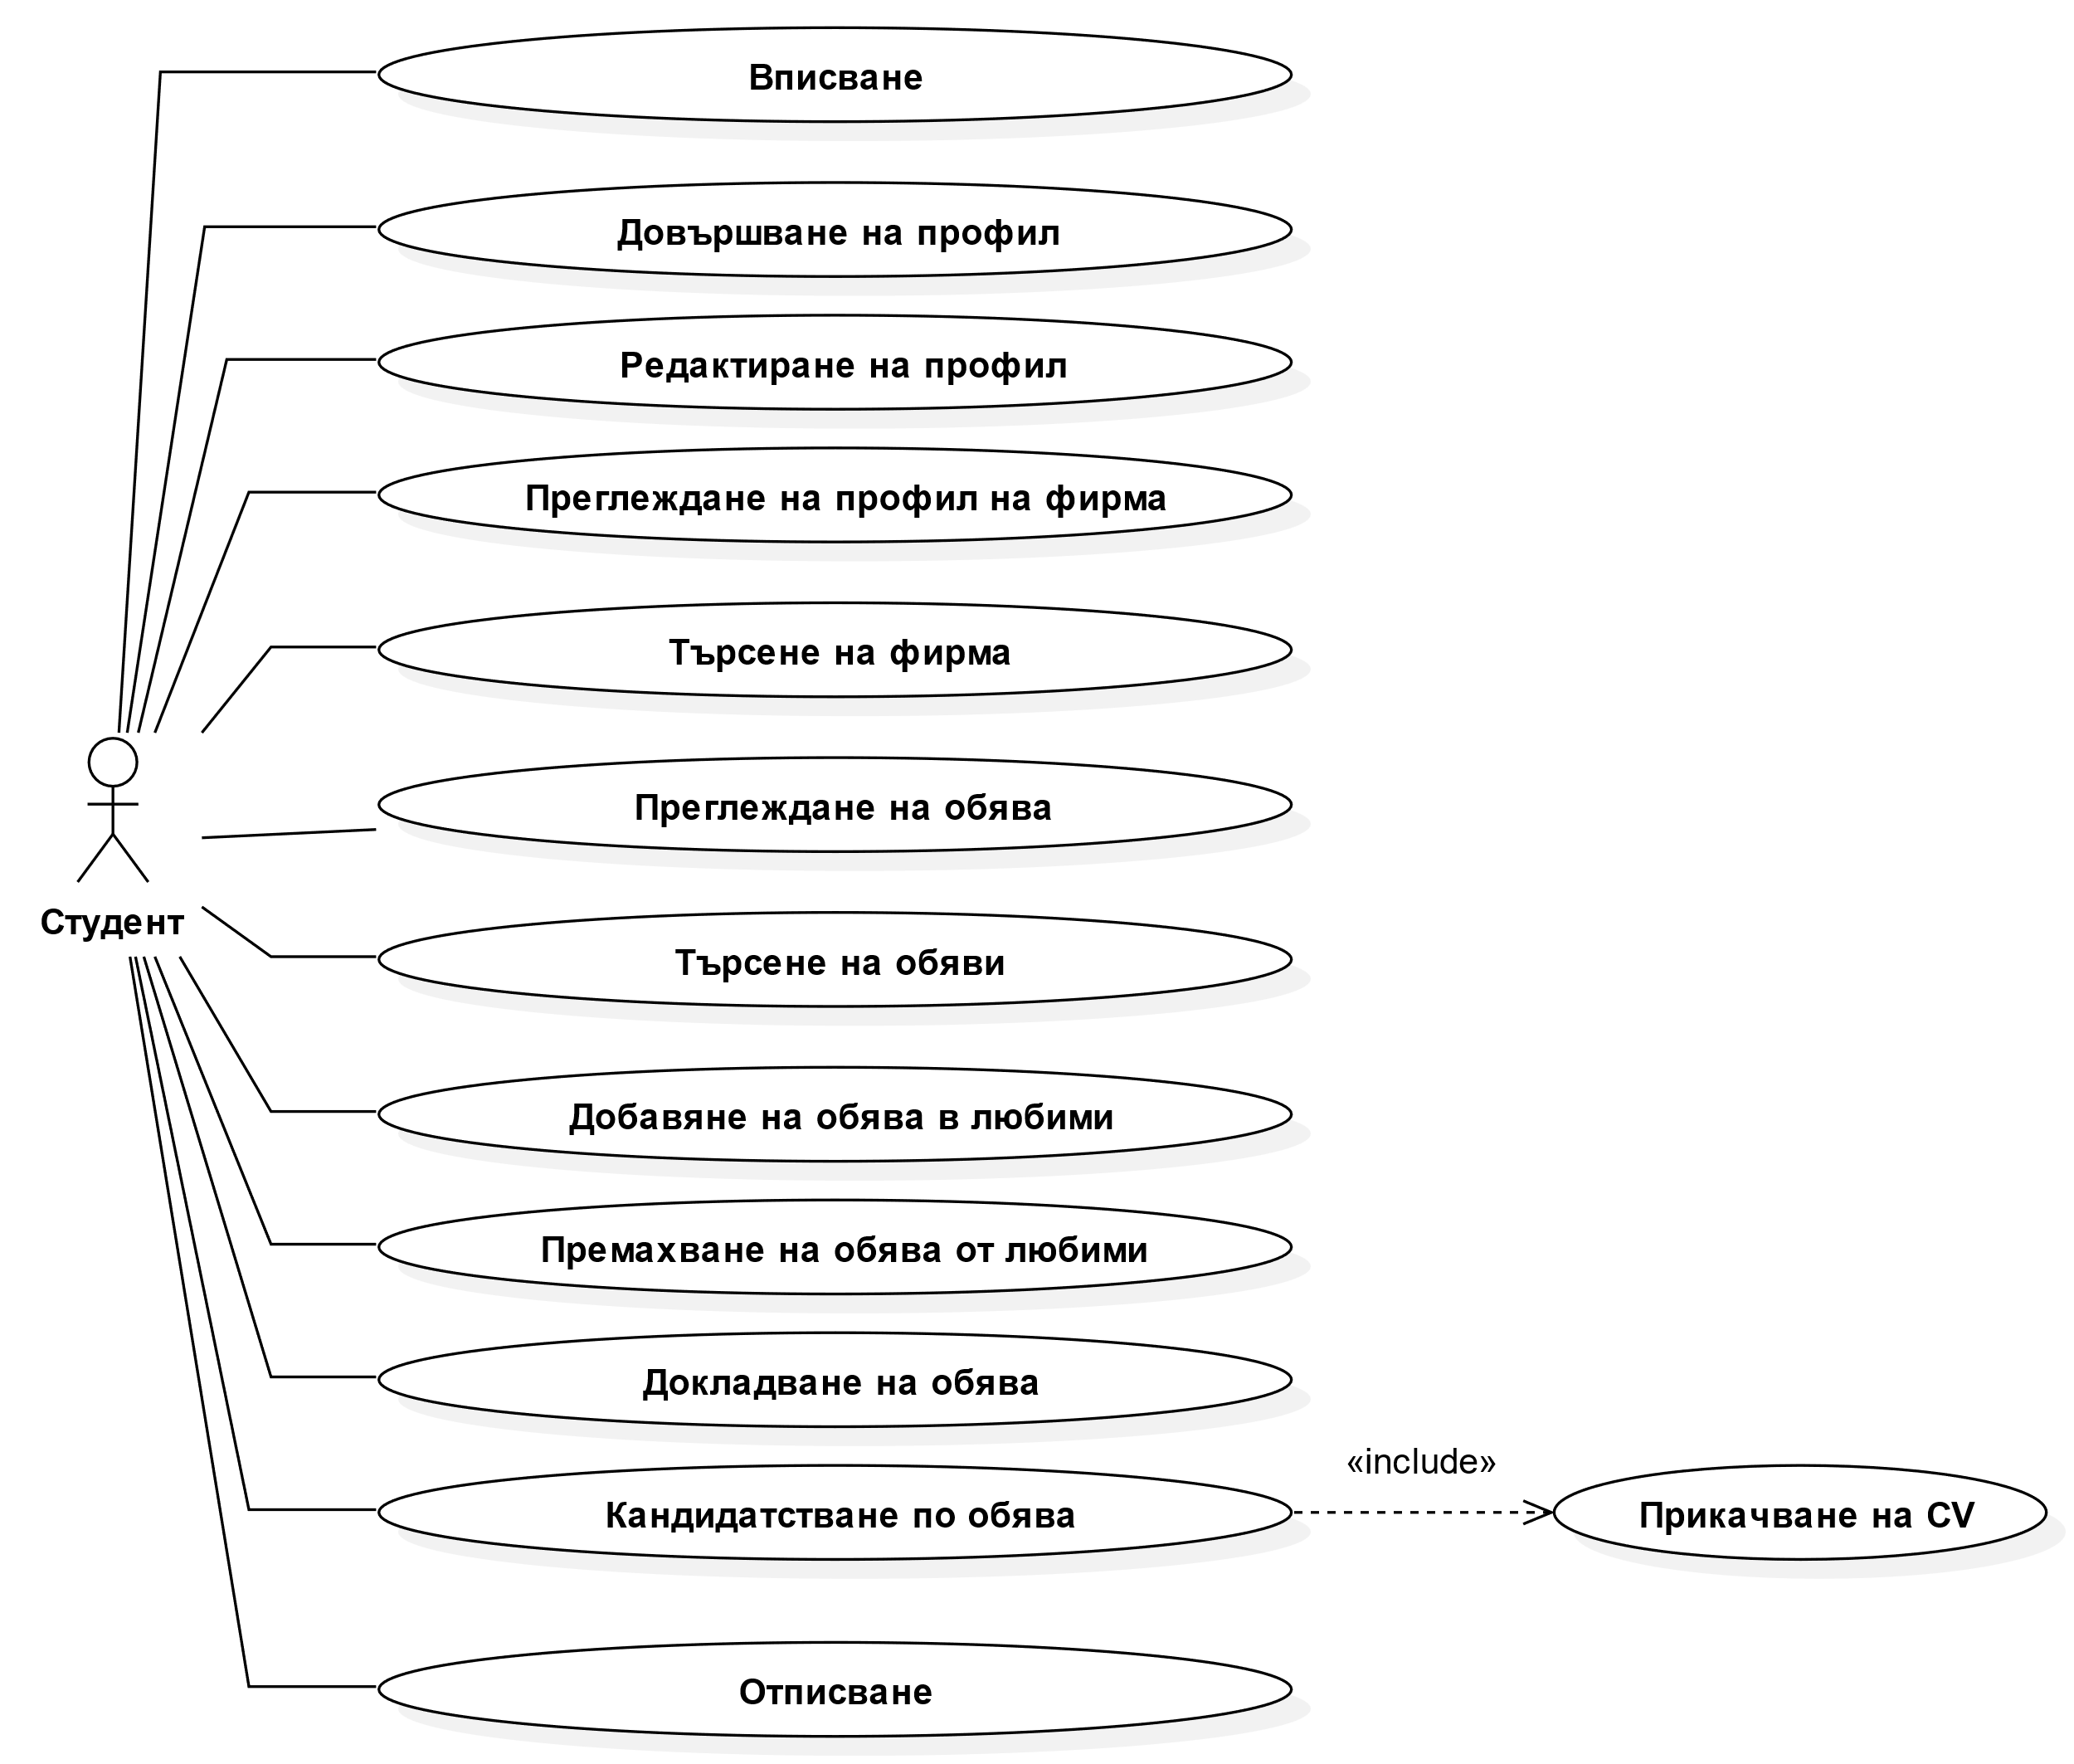 Вписване
Довършване на профил
Редактиране на профил
Преглеждане на профил на фирма
Търсене на фирма
Преглеждане на обява
Студент
Търсене на обяви
Добавяне на обява в любими
Премахване на обява от любими
Докладване на обява
«include»
Кандидатстване по обява
Прикачване на CV
Отписване